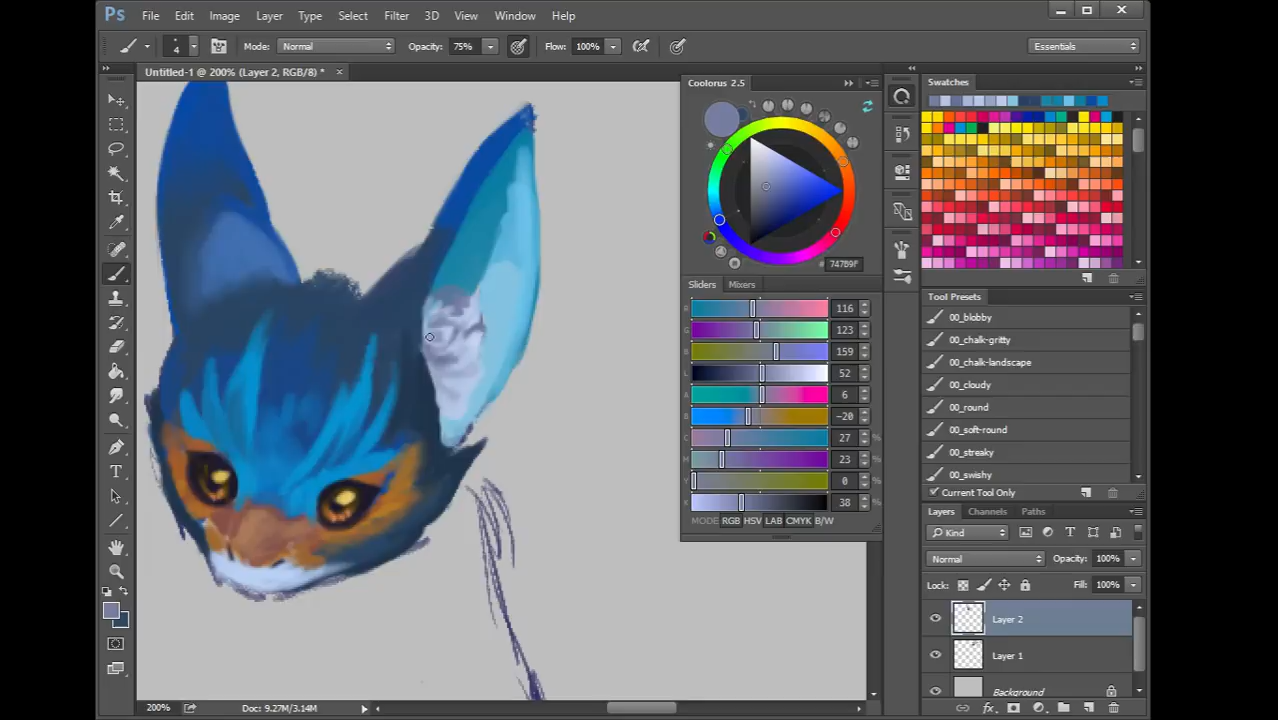 Ps File Edit Image Layer Type Select Filter 3D View Window Help
4 Mode: Normal Opacity: 75% Flow: 100% Essentials
Untitled-1 @ 200% (Layer 2, RGB/8) * ×
Coolorus 2.5
747B9F
Sliders Mixers
R 116
G 123
B 159
L 52
A 6
B -20
C 27 %
M 23 %
Y 0 %
K 38 %
MODE RGB HSV LAB CMYK B/W
Swatches
Tool Presets
00_blobby
00_chalk-gritty
00_chalk-landscape
00_cloudy
00_round
00_soft-round
00_streaky
00_swishy
Current Tool Only
Layers Channels Paths
Kind
Normal Opacity: 100%
Lock: Fill: 100%
Layer 2
Layer 1
Background
fx
200% Doc: 9.27M/3.14M